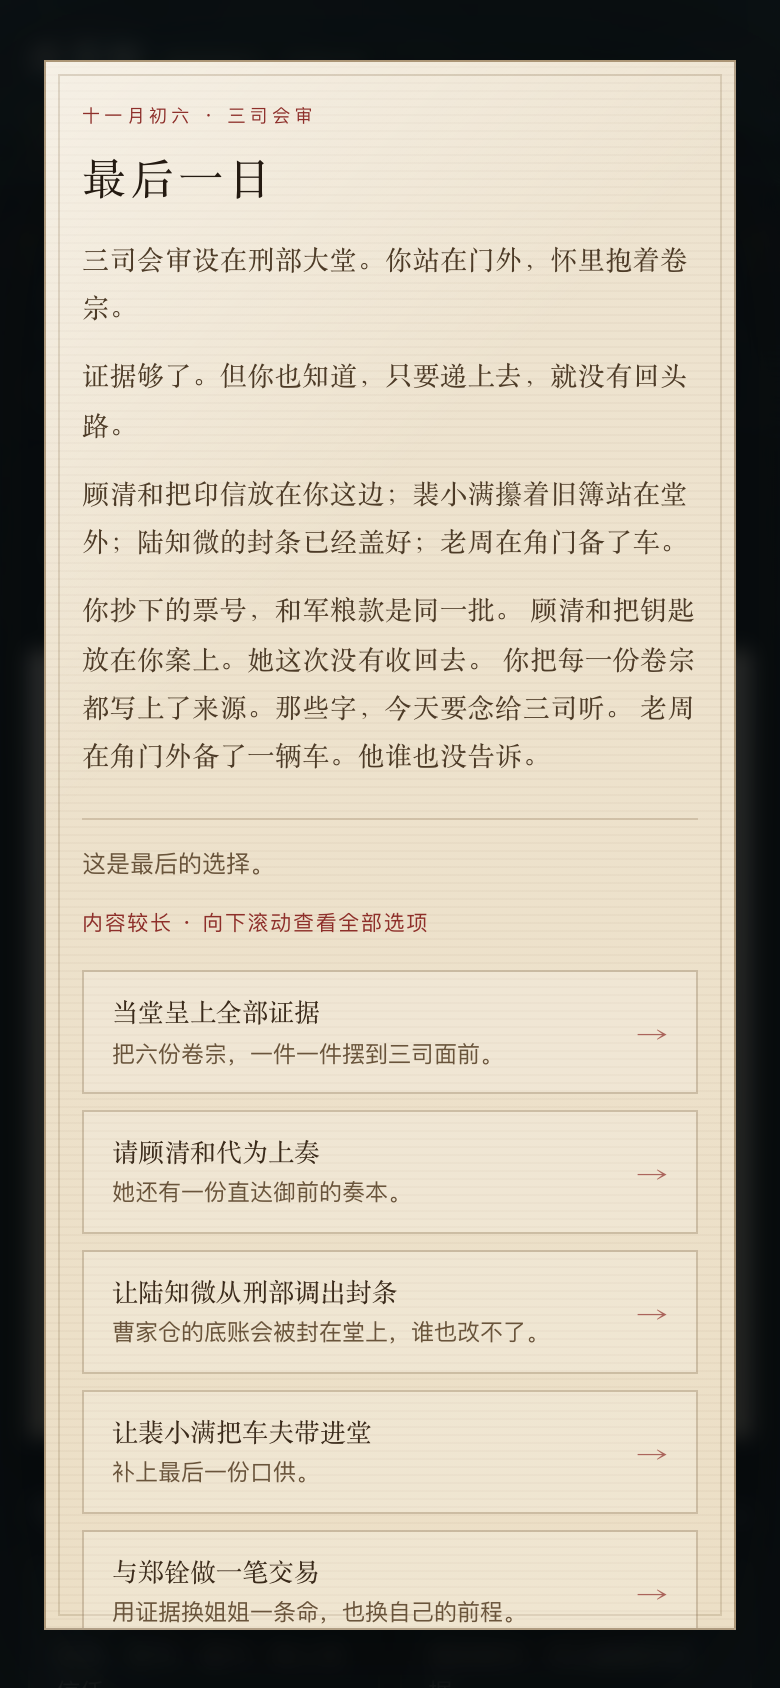 十一月初六 · 三司会审
最后一日
三司会审设在刑部大堂。你站在门外，怀里抱着卷
宗。
证据够了。但你也知道，只要递上去，就没有回头
路。
顾清和把印信放在你这边；裴小满攥着旧簿站在堂
外；陆知微的封条已经盖好；老周在角门备了车。
你抄下的票号，和军粮款是同一批。 顾清和把钥匙
放在你案上。她这次没有收回去。 你把每一份卷宗
都写上了来源。那些字，今天要念给三司听。 老周
在角门外备了一辆车。他谁也没告诉。
这是最后的选择。
内容较长 · 向下滚动查看全部选项
当堂呈上全部证据
把六份卷宗，一件一件摆到三司面前。
→
请顾清和代为上奏
她还有一份直达御前的奏本。
→
让陆知微从刑部调出封条
曹家仓的底账会被封在堂上，谁也改不了。
→
让裴小满把车夫带进堂
补上最后一份口供。
→
与郑铨做一笔交易
用证据换姐姐一条命，也换自己的前程。
→